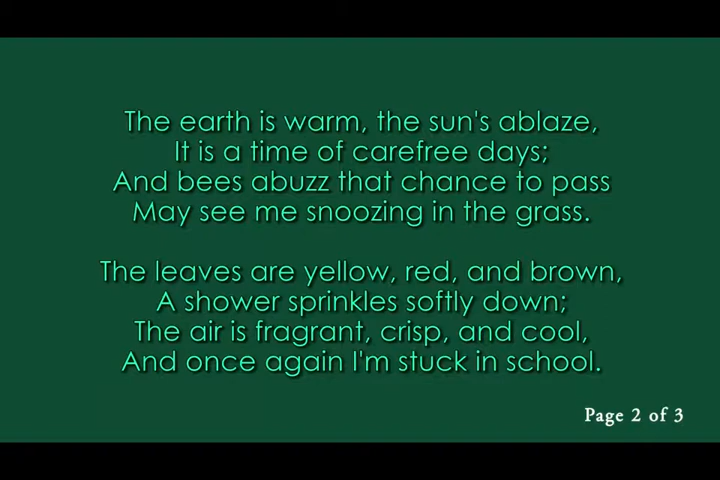 The earth is warm, the sun's ablaze,
It is a time of carefree days;
And bees abuzz that chance to pass
May see me snoozing in the grass.
The leaves are yellow, red, and brown,
A shower sprinkles softly down;
The air is fragrant, crisp, and cool,
And once again I'm stuck in school.
Page 2 of 3